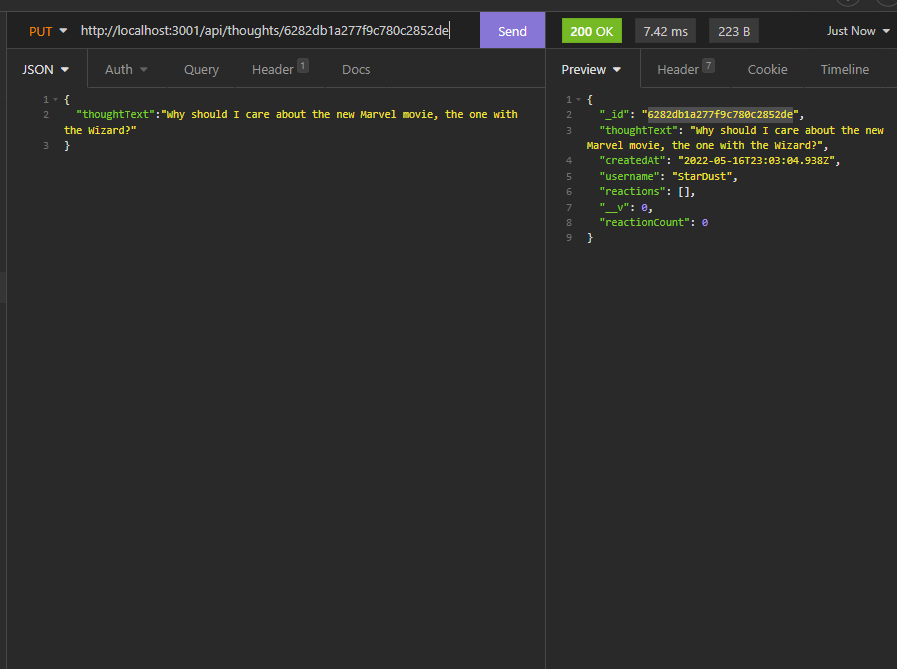 PUT http://localhost:3001/api/thoughts/6282db1a277f9c780c2852de Send 200 OK 7.42 ms 223 B Just Now
JSON Auth Query Header 1 Docs Preview Header 7 Cookie Timeline
1 {
2 "thoughtText":"Why should I care about the new Marvel movie, the one with
the Wizard?"
3 }
1 {
2 "_id": "6282db1a277f9c780c2852de",
3 "thoughtText": "Why should I care about the new
Marvel movie, the one with the Wizard?",
4 "createdAt": "2022-05-16T23:03:04.938Z",
5 "username": "StarDust",
6 "reactions": [],
7 "__v": 0,
8 "reactionCount": 0
9 }